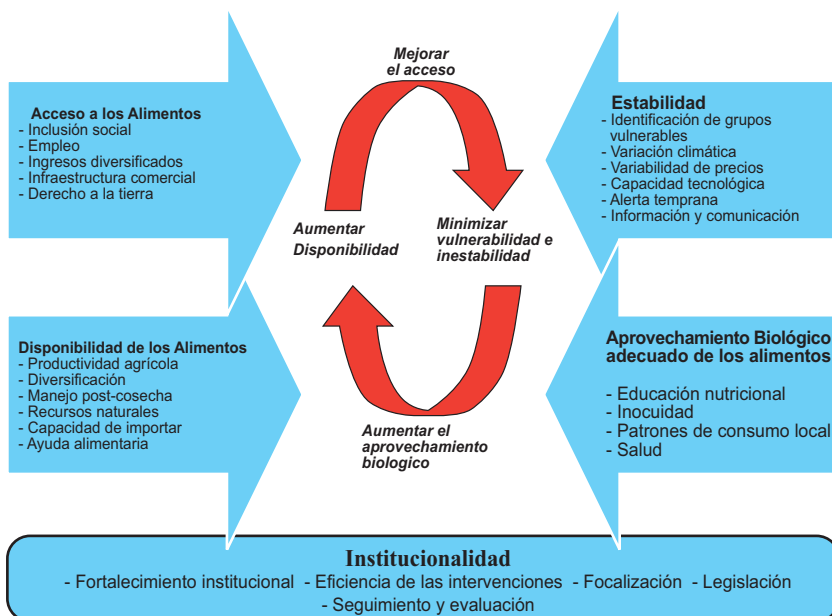 Mejorar
el acceso
Acceso a los Alimentos
- Inclusión social
- Empleo
- Ingresos diversificados
- Infraestructura comercial
- Derecho a la tierra
Estabilidad
- Identificación de grupos
vulnerables
- Variación climática
- Variabilidad de precios
- Capacidad tecnológica
- Alerta temprana
- Información y comunicación
Aumentar
Disponibilidad
Minimizar
vulnerabilidad e
inestabilidad
Disponibilidad de los Alimentos
- Productividad agrícola
- Diversificación
- Manejo post-cosecha
- Recursos naturales
- Capacidad de importar
- Ayuda alimentaria
Aprovechamiento Biológico
adecuado de los alimentos
- Educación nutricional
- Inocuidad
- Patrones de consumo local
- Salud
Aumentar el
aprovechamiento
biologico
Institucionalidad
- Fortalecimiento institucional - Eficiencia de las intervenciones - Focalización - Legislación
- Seguimiento y evaluación